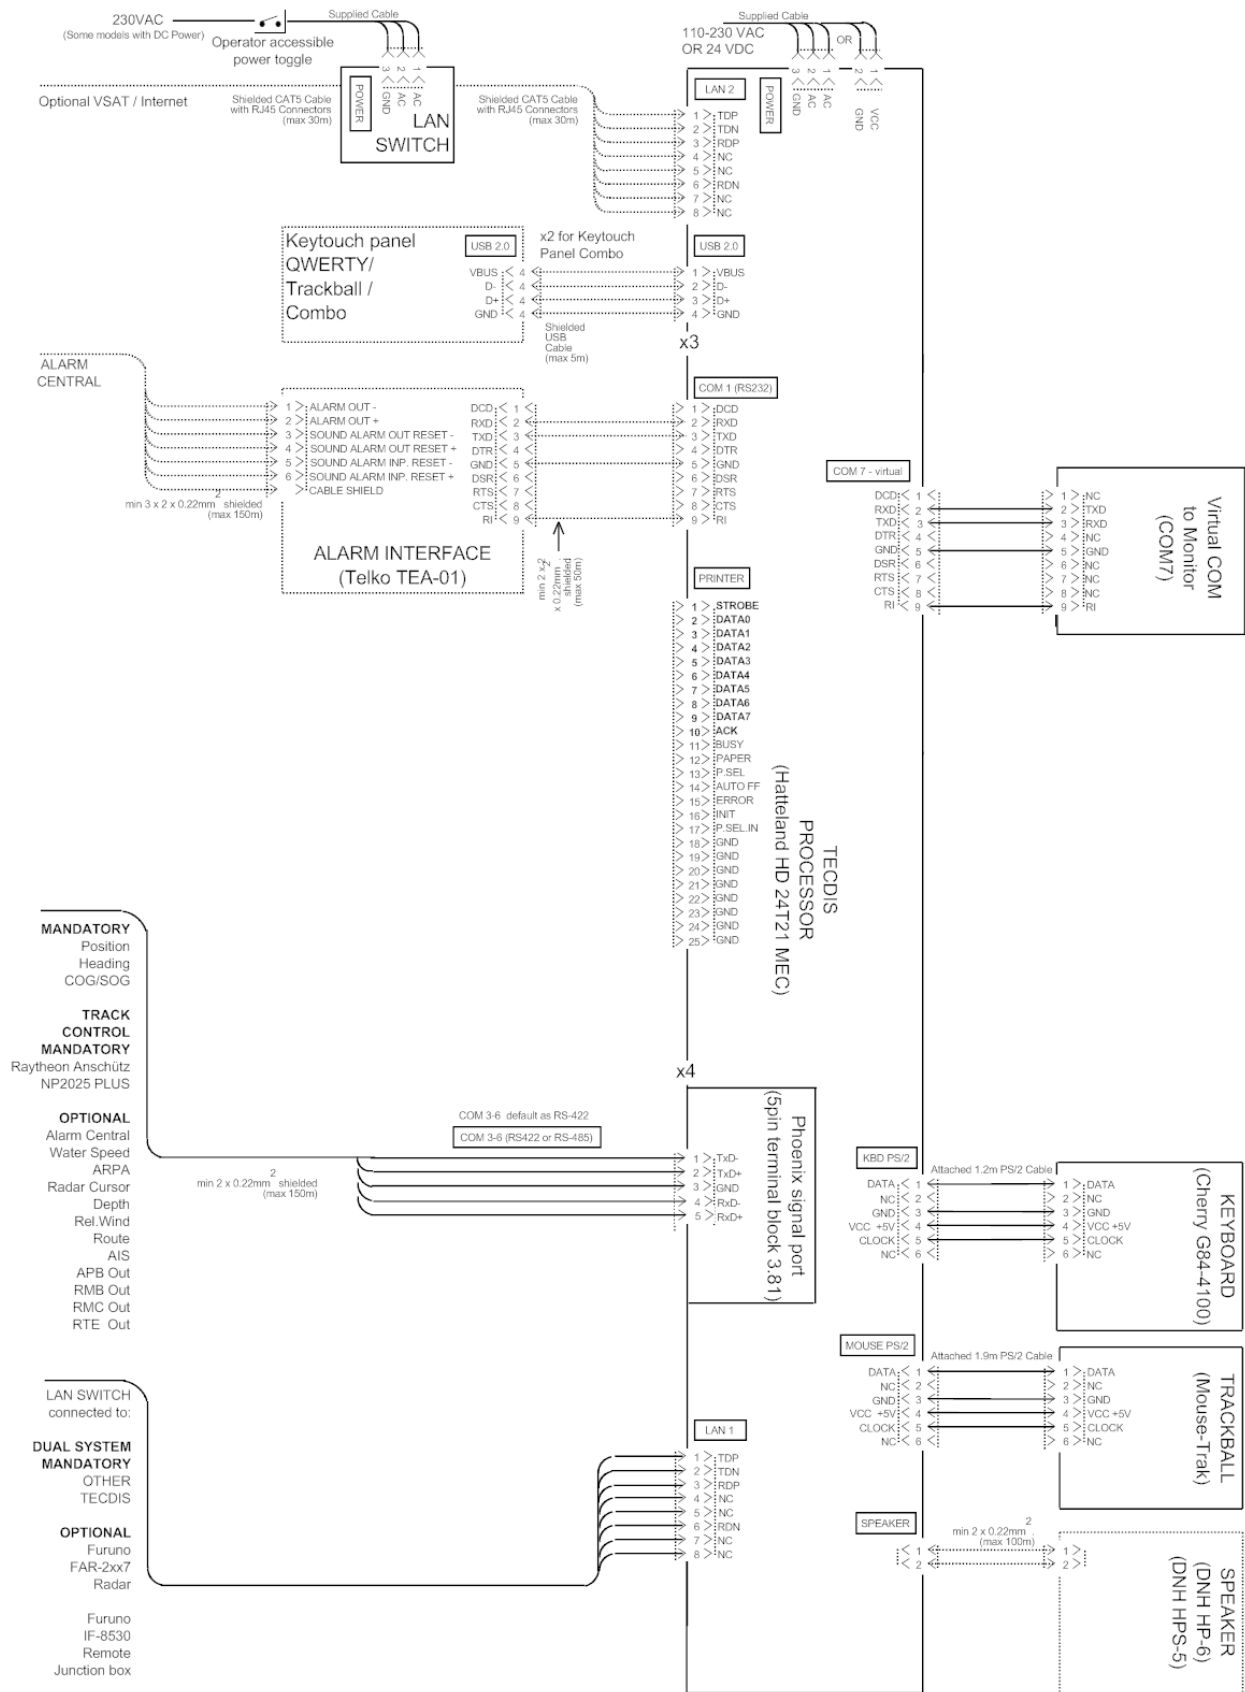 230VAC
(Some models with DC Power)
Operator accessible
power toggle
Supplied Cable
3 2 1
GND AC AC
POWER
LAN
SWITCH
Optional VSAT / Internet
Shielded CAT5 Cable
with RJ45 Connectors
(max 30m)
Shielded CAT5 Cable
with RJ45 Connectors
(max 30m)
Supplied Cable
110-230 VAC
OR 24 VDC
OR
3 2 1 2 1
GND AC AC GND VCC
POWER
LAN 2
1 TDP
2 TDN
3 RDP
4 NC
5 NC
6 RDN
7 NC
8 NC
Keytouch panel
QWERTY/
Trackball /
Combo
USB 2.0
VBUS 4
D- 4
D+ 4
GND 4
x2 for Keytouch
Panel Combo
Shielded
USB
Cable
(max 5m)
USB 2.0
1 VBUS
2 D-
3 D+
4 GND
x3
ALARM
CENTRAL
1 ALARM OUT -
2 ALARM OUT +
3 SOUND ALARM OUT RESET -
4 SOUND ALARM OUT RESET +
5 SOUND ALARM INP. RESET -
6 SOUND ALARM INP. RESET +
CABLE SHIELD
min 3 x 2 x 0.22mm 2 shielded
(max 150m)
DCD 1
RXD 2
TXD 3
DTR 4
GND 5
DSR 6
RTS 7
CTS 8
RI 9
ALARM INTERFACE
(Telko TEA-01)
min 2 x 2
x 0.22mm 2
shielded
(max 50m)
COM 1 (RS232)
1 DCD
2 RXD
3 TXD
4 DTR
5 GND
6 DSR
7 RTS
8 CTS
9 RI
COM 7 - virtual
DCD 1
RXD 2
TXD 3
DTR 4
GND 5
DSR 6
RTS 7
CTS 8
RI 9
1 NC
2 TXD
3 RXD
4 NC
5 GND
6 NC
7 NC
8 NC
9 RI
Virtual COM
to Monitor
(COM7)
PRINTER
1 STROBE
2 DATA0
3 DATA1
4 DATA2
5 DATA3
6 DATA4
7 DATA5
8 DATA6
9 DATA7
10 ACK
11 BUSY
12 PAPER
13 P.SEL
14 AUTO FF
15 ERROR
16 INIT
17 P.SEL.IN
18 GND
19 GND
20 GND
21 GND
22 GND
23 GND
24 GND
25 GND
TECDIS
PROCESSOR
(Hatteland HD 24T21 MEC)
MANDATORY
Position
Heading
COG/SOG
TRACK
CONTROL
MANDATORY
Raytheon Anschütz
NP2025 PLUS
OPTIONAL
Alarm Central
Water Speed
ARPA
Radar Cursor
Depth
Rel.Wind
Route
AIS
APB Out
RMB Out
RMC Out
RTE Out
min 2 x 0.22mm 2 shielded
(max 150m)
COM 3-6 default as RS-422
COM 3-6 (RS422 or RS-485)
x4
1 TxD-
2 TxD+
3 GND
4 RxD-
5 RxD+
Phoenix signal port
(5pin terminal block 3.81)
KBD PS/2
Attached 1.2m PS/2 Cable
DATA 1
NC 2
GND 3
VCC +5V 4
CLOCK 5
NC 6
1 DATA
2 NC
3 GND
4 VCC +5V
5 CLOCK
6 NC
KEYBOARD
(Cherry G84-4100)
MOUSE PS/2
Attached 1.9m PS/2 Cable
DATA 1
NC 2
GND 3
VCC +5V 4
CLOCK 5
NC 6
1 DATA
2 NC
3 GND
4 VCC +5V
5 CLOCK
6 NC
TRACKBALL
(Mouse-Trak)
LAN SWITCH
connected to:
DUAL SYSTEM
MANDATORY
OTHER
TECDIS
OPTIONAL
Furuno
FAR-2xx7
Radar
Furuno
IF-8530
Remote
Junction box
LAN 1
1 TDP
2 TDN
3 RDP
4 NC
5 NC
6 RDN
7 NC
8 NC
SPEAKER
min 2 x 0.22mm 2
(max 100m)
1
2
1
2
SPEAKER
(DNH HP-6)
(DNH HPS-5)